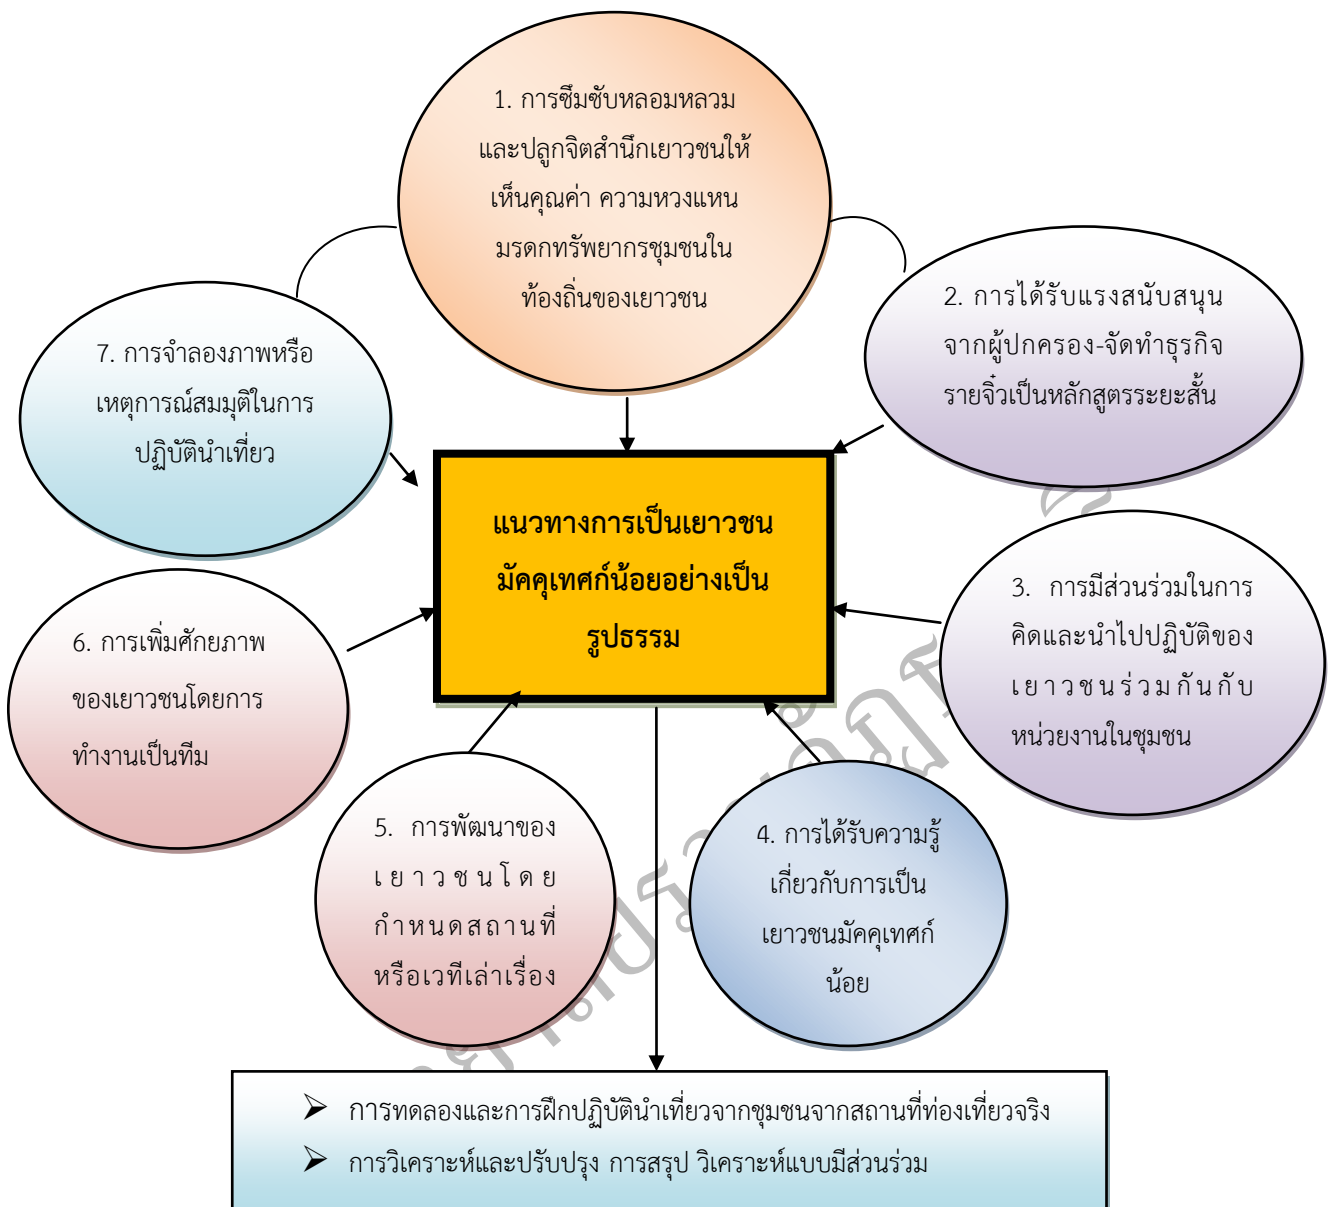 1. การซึมซับหลอมหลวม
และปลูกจิตสำนึกเยาวชนให้
เห็นคุณค่า ความหวงแหน
มรดกทรัพยากรชุมชนใน
ท้องถิ่นของเยาวชน
2. การได้รับแรงสนับสนุน
จากผู้ปกครอง-จัดทำธุรกิจ
รายจิ๋วเป็นหลักสูตรระยะสั้น
7. การจำลองภาพหรือ
เหตุการณ์สมมุติในการ
ปฏิบัตินำเที่ยว
แนวทางการเป็นเยาวชน
มัคคุเทศก์น้อยอย่างเป็น
รูปธรรม
3. การมีส่วนร่วมในการ
คิดและนำไปปฏิบัติของ
เยาวชนร่วมกันกับ
หน่วยงานในชุมชน
6. การเพิ่มศักยภาพ
ของเยาวชนโดยการ
ทำงานเป็นทีม
5. การพัฒนาของ
เยาวชนโดย
กำหนดสถานที่
หรือเวทีเล่าเรื่อง
4. การได้รับความรู้
เกี่ยวกับการเป็น
เยาวชนมัคคุเทศก์
น้อย
➢ การทดลองและการฝึกปฏิบัตินำเที่ยวจากชุมชนจากสถานที่ท่องเที่ยวจริง
➢ การวิเคราะห์และปรับปรุง การสรุป วิเคราะห์แบบมีส่วนร่วม